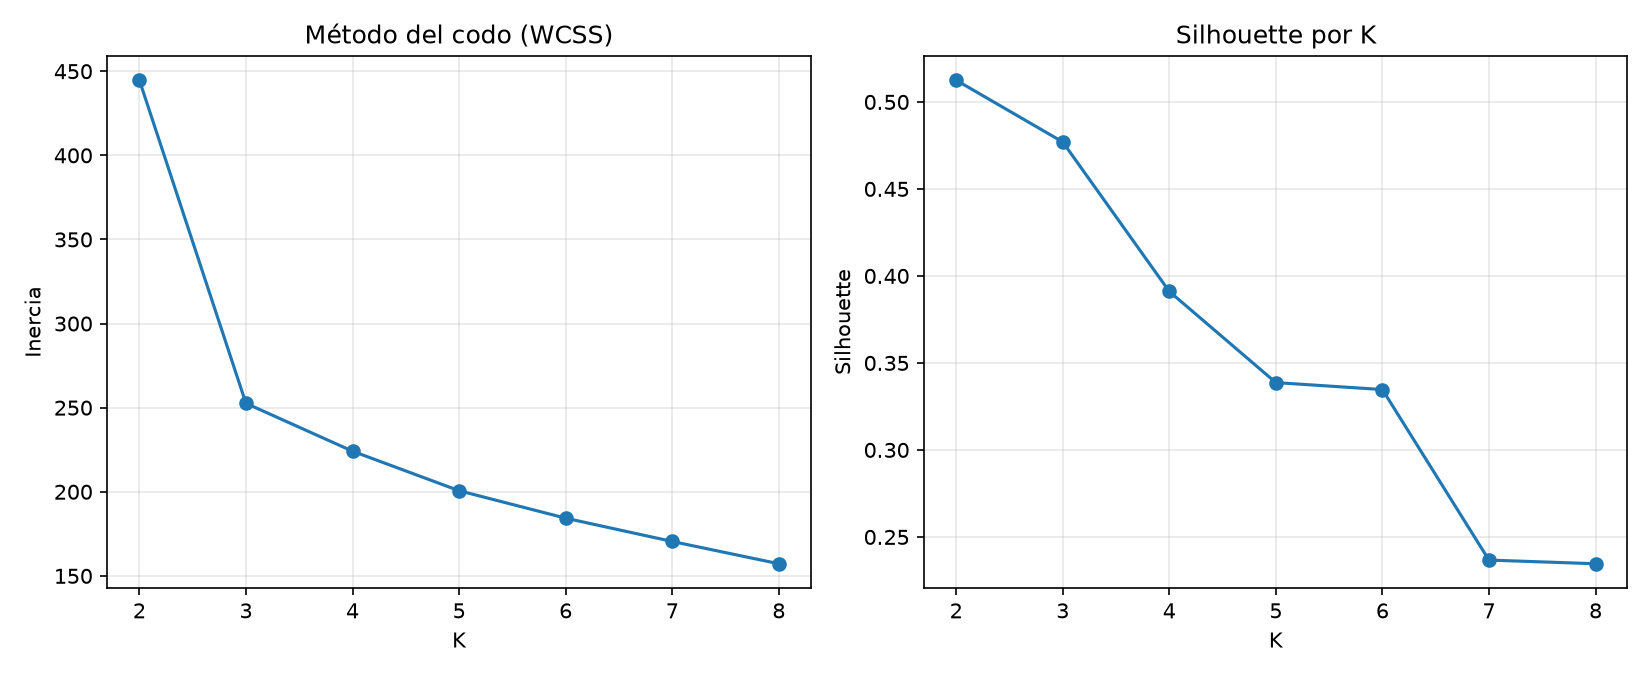 Método del codo (WCSS)
450
400
350
300
250
200
150
Inercia
2 3 4 5 6 7 8
K
Silhouette por K
0.50
0.45
0.40
0.35
0.30
0.25
Silhouette
2 3 4 5 6 7 8
K